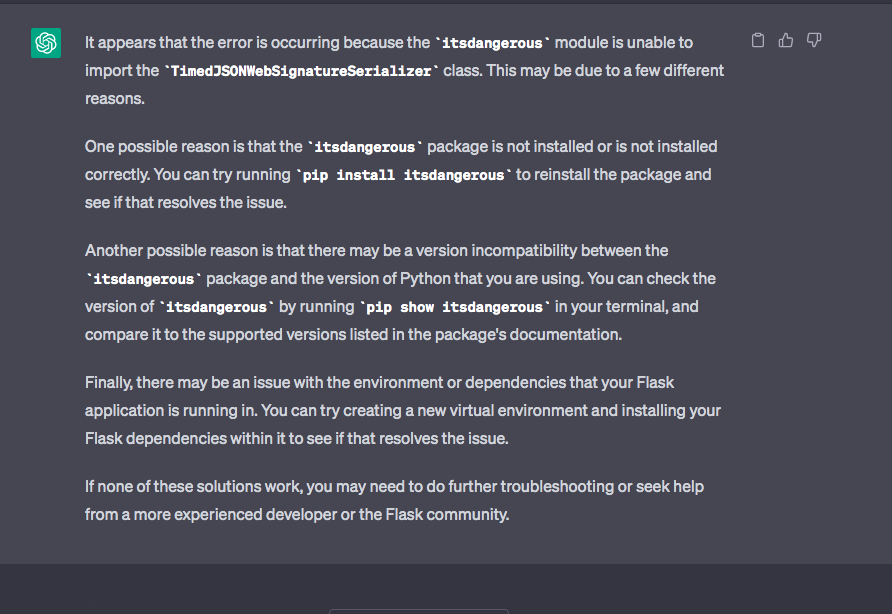 It appears that the error is occurring because the `itsdangerous` module is unable to
import the `TimedJSONWebSignatureSerializer` class. This may be due to a few different
reasons.
One possible reason is that the `itsdangerous` package is not installed or is not installed
correctly. You can try running `pip install itsdangerous` to reinstall the package and
see if that resolves the issue.
Another possible reason is that there may be a version incompatibility between the
`itsdangerous` package and the version of Python that you are using. You can check the
version of `itsdangerous` by running `pip show itsdangerous` in your terminal, and
compare it to the supported versions listed in the package's documentation.
Finally, there may be an issue with the environment or dependencies that your Flask
application is running in. You can try creating a new virtual environment and installing your
Flask dependencies within it to see if that resolves the issue.
If none of these solutions work, you may need to do further troubleshooting or seek help
from a more experienced developer or the Flask community.